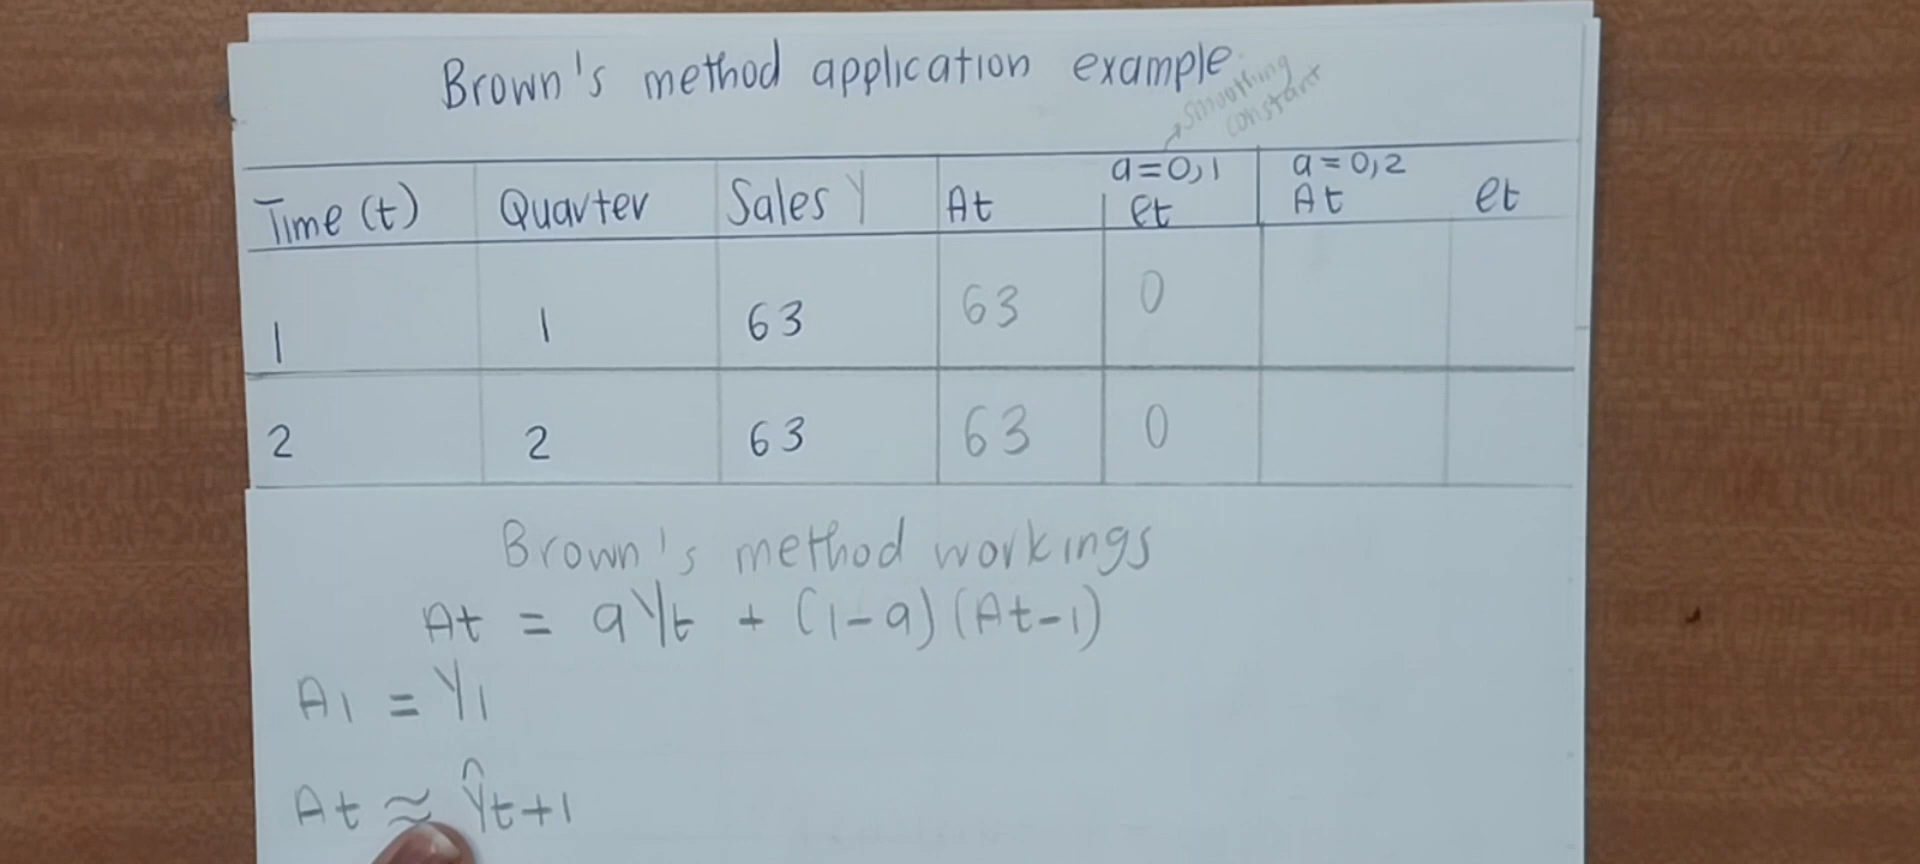 Brown's method application example
smoothing
constant
a=0,1 a=0,2
Time (t) Quarter Sales Y At et At et
1 1 63 63 0
2 2 63 63 0
Brown's method workings
At = aYt + (1-a)(At-1)
A1 = Y1
At ≈ Ŷt+1